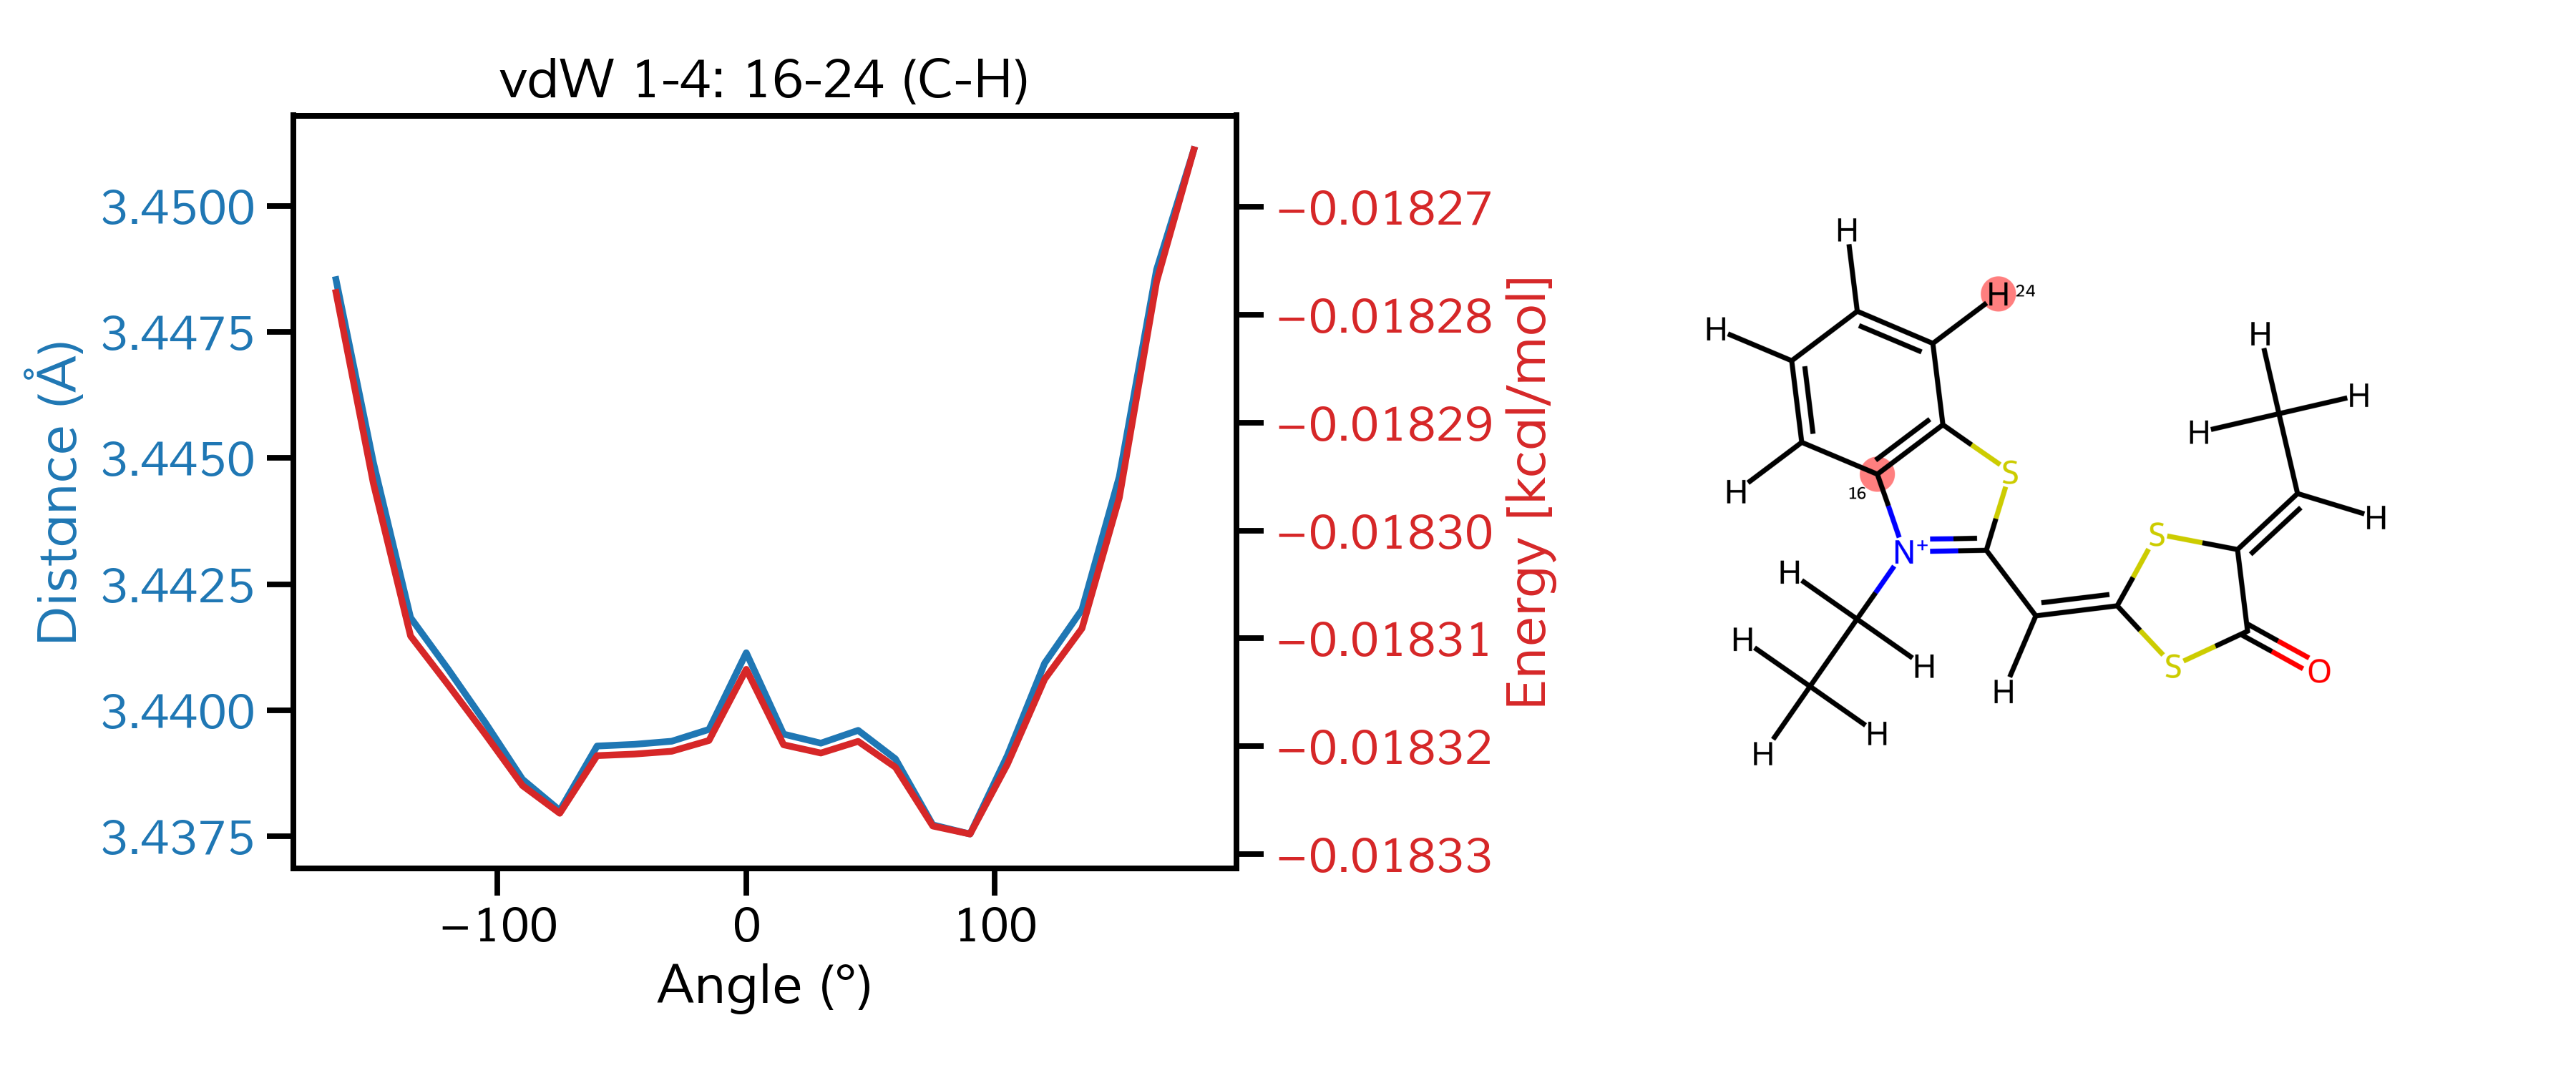 vdW 1-4: 16-24 (C-H)
Distance (Å)
3.4500
3.4475
3.4450
3.4425
3.4400
3.4375
−100
0
100
Angle (°)
−0.01827
−0.01828
−0.01829
−0.01830
−0.01831
−0.01832
−0.01833
Energy [kcal/mol]
H
H 24
H
H
H
H
16
S
H
H
N+
S
H
H
H
H
S
O
H
H
H